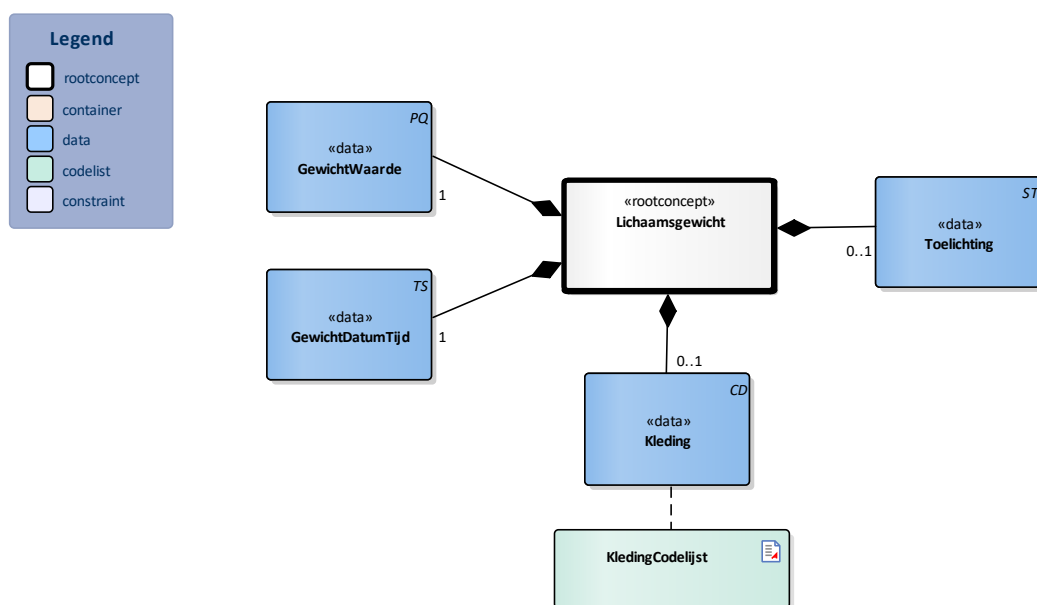 Legend
rootconcept
container
data
codelist
constraint
PQ
«data»
GewichtWaarde
1
TS
«data»
GewichtDatumTijd
1
«rootconcept»
Lichaamsgewicht
ST
«data»
Toelichting
0..1
0..1
CD
«data»
Kleding
KledingCodelijst